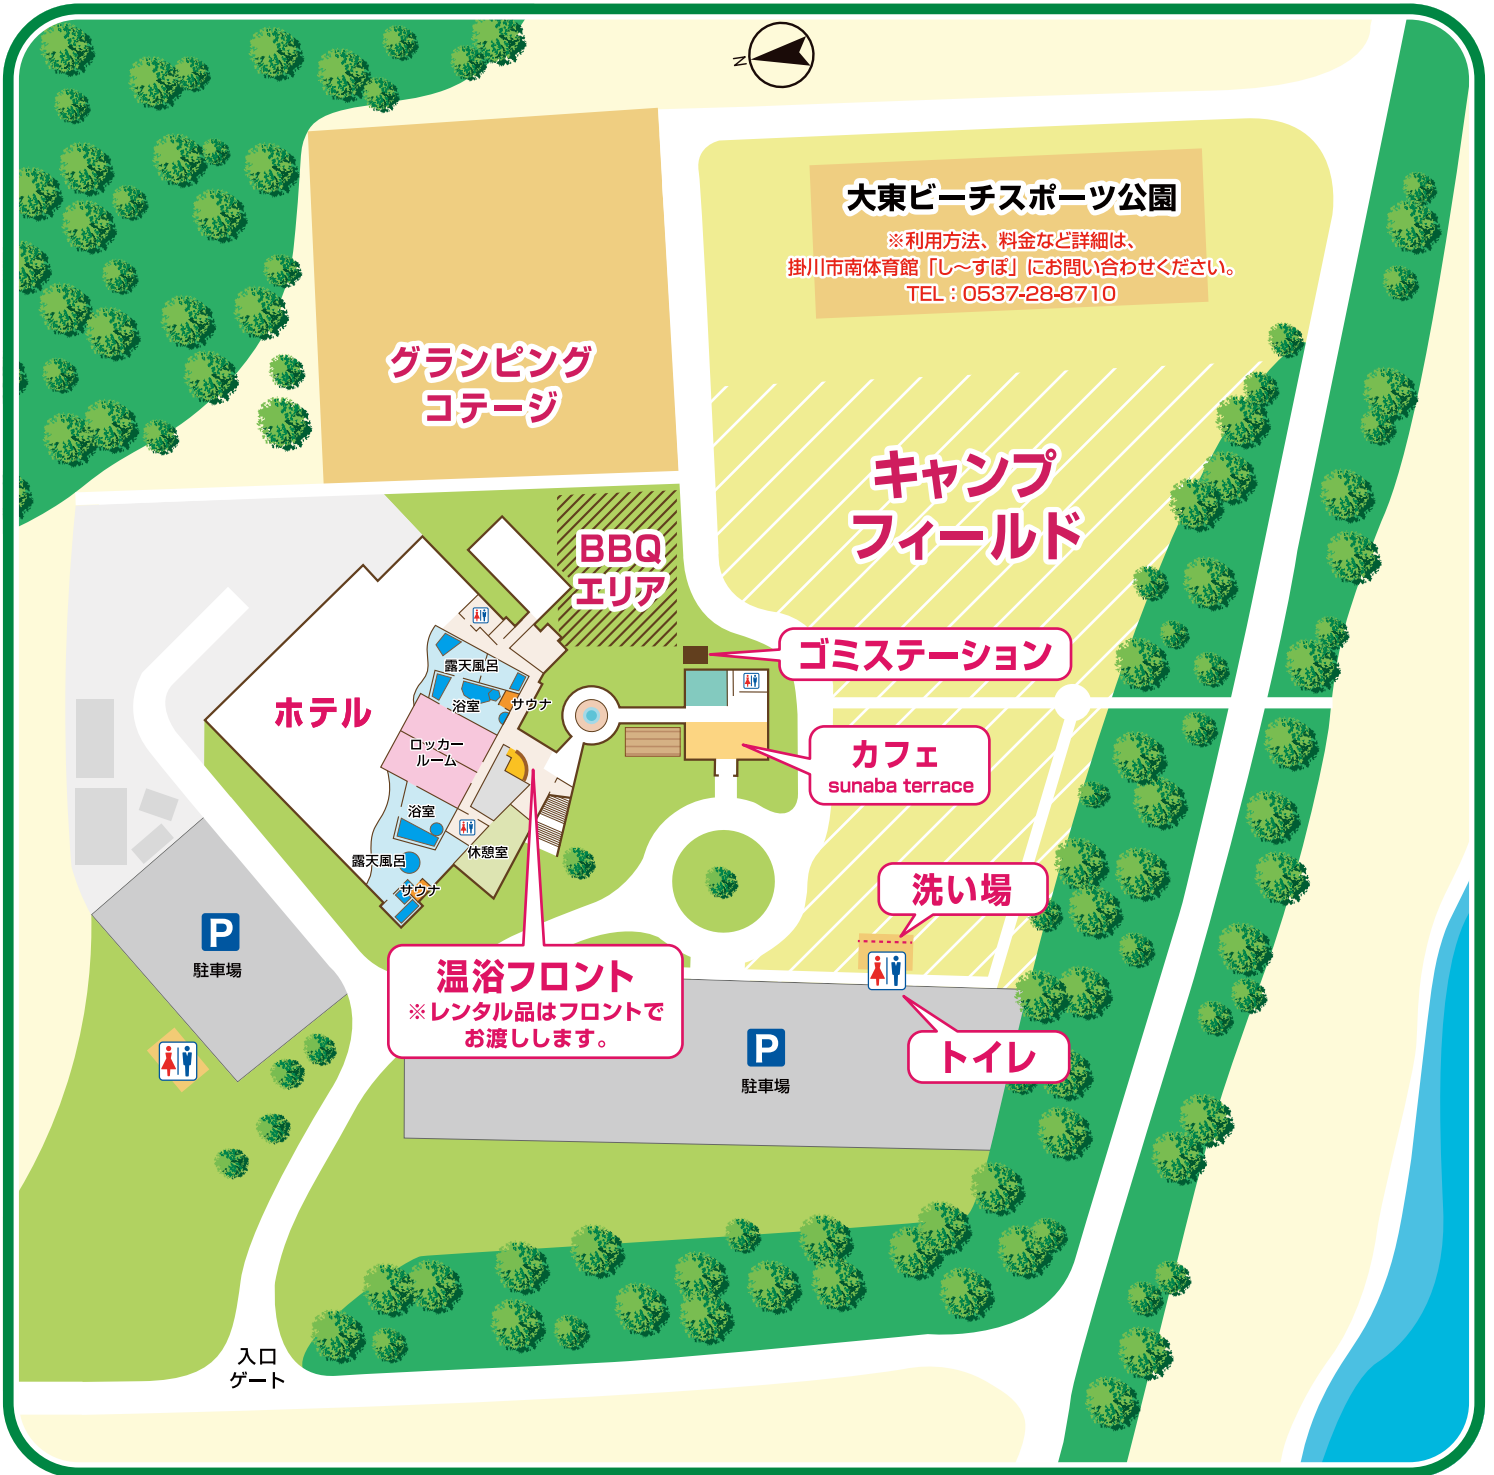 N
大東ビーチスポーツ公園
※利用方法、料金など詳細は、
掛川市南体育館「し〜すぽ」にお問い合わせください。
TEL：0537-28-8710
グランピング
コテージ
キャンプ
フィールド
BBQ
エリア
ゴミステーション
露天風呂
浴室
サウナ
ホテル
ロッカー
ルーム
カフェ
sunaba terrace
浴室
休憩室
露天風呂
サウナ
洗い場
P
駐車場
温浴フロント
※レンタル品はフロントで
お渡しします。
P
駐車場
トイレ
入口
ゲート